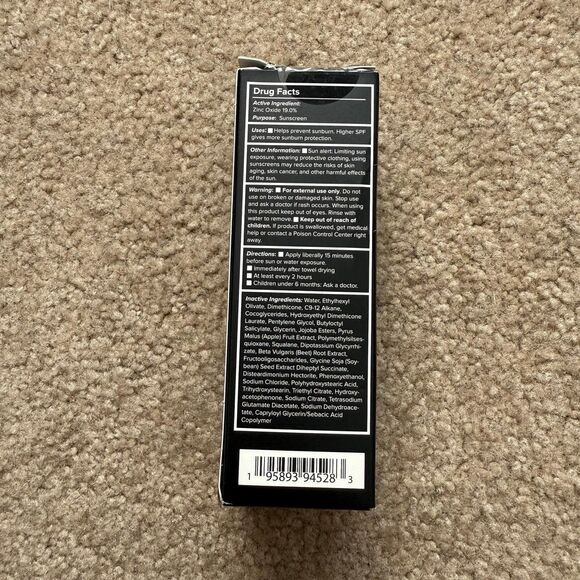 Drug Facts
Active Ingredient:
Zinc Oxide 19.0%
Purpose: Sunscreen
Uses: ■ Helps prevent sunburn. Higher SPF
gives more sunburn protection.
Other Information: ■ Sun alert: Limiting sun
exposure, wearing protective clothing, using
sunscreens may reduce the risks of skin
aging, skin cancer, and other harmful effects
of the sun.
Warning: ■ For external use only. Do not
use on broken or damaged skin. Stop use
and ask a doctor if rash occurs. When using
this product keep out of eyes. Rinse with
water to remove. ■ Keep out of reach of
children. If product is swallowed, get medical
help or contact a Poison Control Center right
away.
Directions: ■ Apply liberally 15 minutes
before sun or water exposure.
■ immediately after towel drying
■ At least every 2 hours
■ Children under 6 months: Ask a doctor.
Inactive Ingredients: Water, Ethylhexyl
Olivate, Dimethicone, C9-12 Alkane,
Cocoglycerides, Hydroxyethyl Dimethicone
Laurate, Pentylene Glycol, Butyloctyl
Salicylate, Glycerin, Jojoba Esters, Pyrus
Malus (Apple) Fruit Extract, Polymethylsilses-
quioxane, Squalane, Dipotassium Glycyrrhi-
zate, Beta Vulgaris (Beet) Root Extract,
Fructooligosaccharides, Glycine Soja (Soy-
bean) Seed Extract Diheptyl Succinate,
Disteardimonium Hectorite, Phenoxyethanol,
Sodium Chloride, Polyhydroxystearic Acid,
Trihydroxystearin, Triethyl Citrate, Hydroxy-
acetophenone, Sodium Citrate, Tetrasodium
Glutamate Diacetate, Sodium Dehydroace-
tate, Capryloyl Glycerin/Sebacic Acid
Copolymer
1 95893 94528 3